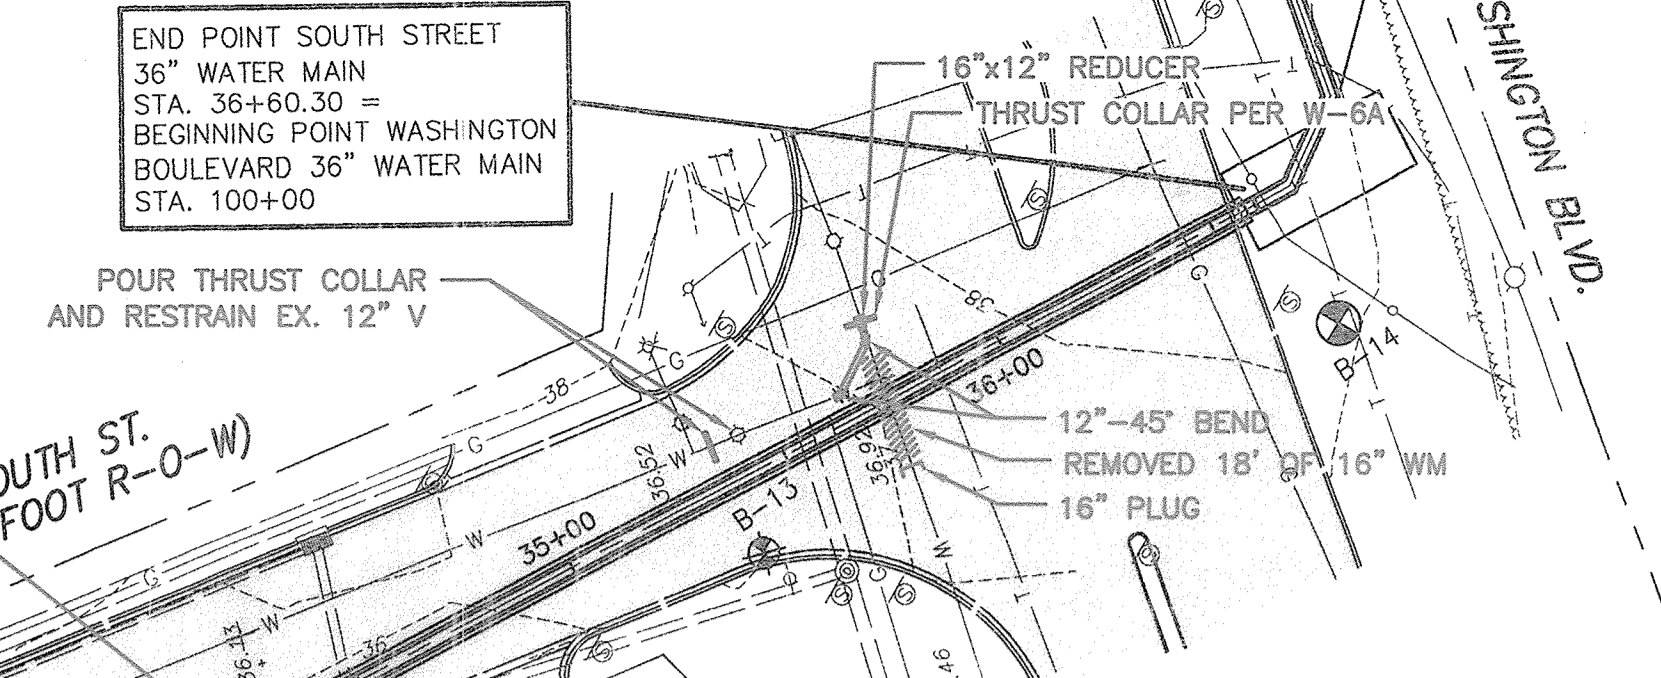 END POINT SOUTH STREET
36" WATER MAIN
STA. 36+60.30 =
BEGINNING POINT WASHINGTON
BOULEVARD 36" WATER MAIN
STA. 100+00
16"x12" REDUCER
THRUST COLLAR PER W-6A
SHINGTON BLVD.
POUR THRUST COLLAR
AND RESTRAIN EX. 12" V
OUTH ST.
FOOT R-O-W)
38
38
G
G
G
W
W
W
36+52
36.92
35+00
36+00
B-13
B-14
12"-45° BEND
REMOVED 18' OF 16" WM
16" PLUG
36
36.13
46